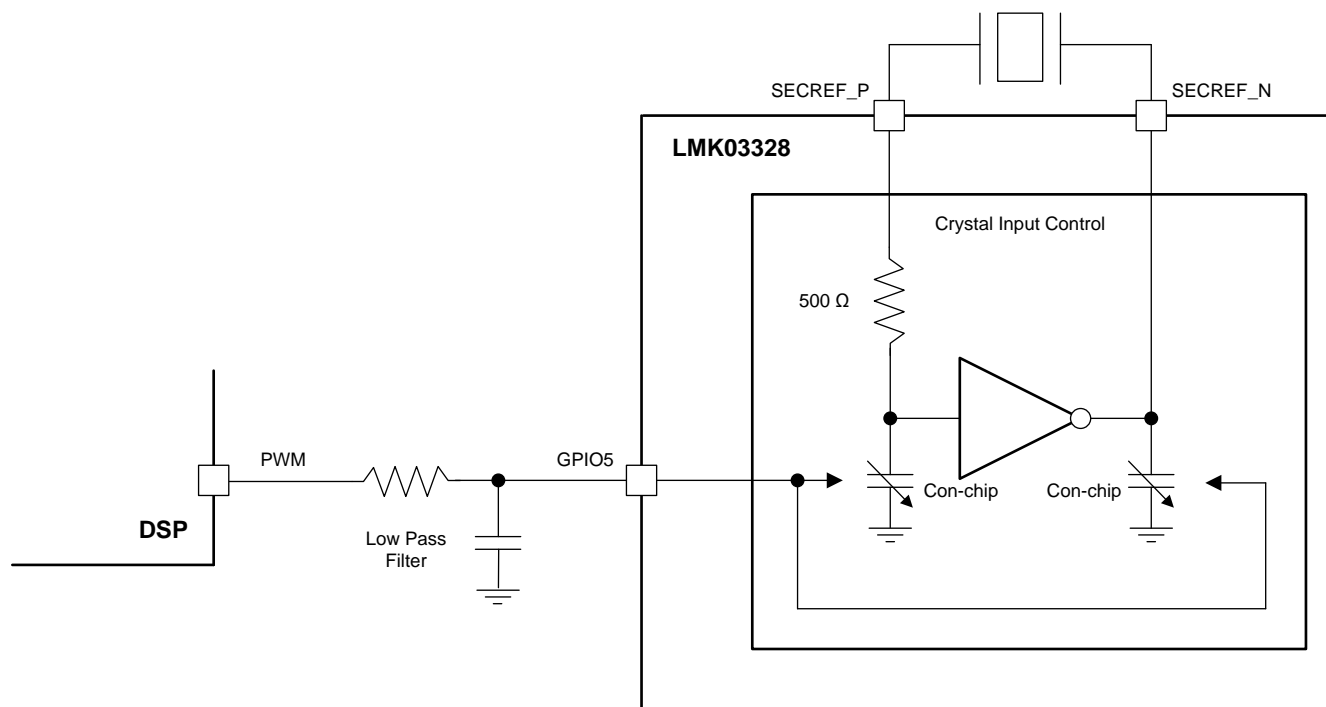 SECREF_P
SECREF_N
LMK03328
Crystal Input Control
500 Ω
PWM
GPIO5
Con-chip
Con-chip
DSP
Low Pass
Filter